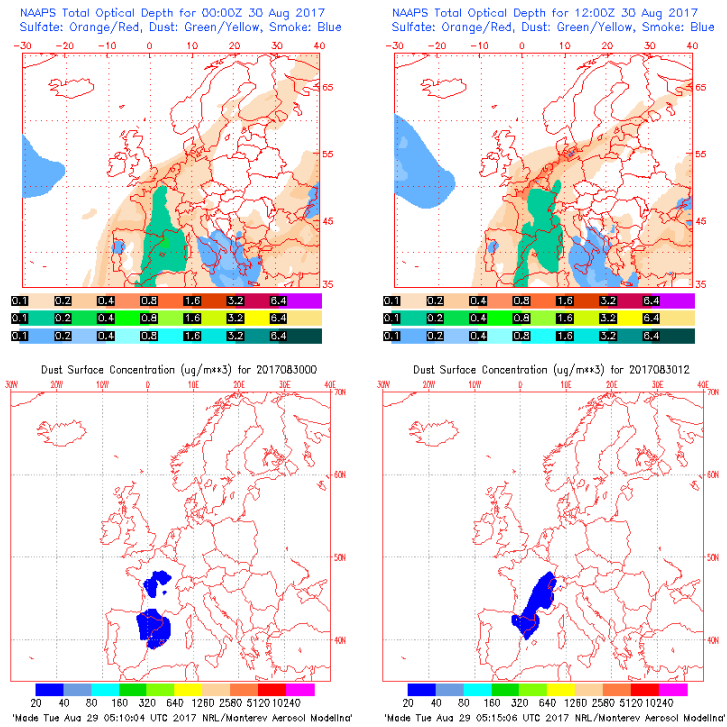 NAAPS Total Optical Depth for 00:00Z 30 Aug 2017
Sulfate: Orange/Red, Dust: Green/Yellow, Smoke: Blue
-30 -20 -10 0 10 20 30 40
65
55
45
35
0.1 0.2 0.4 0.8 1.6 3.2 6.4
0.1 0.2 0.4 0.8 1.6 3.2 6.4
0.1 0.2 0.4 0.8 1.6 3.2 6.4
NAAPS Total Optical Depth for 12:00Z 30 Aug 2017
Sulfate: Orange/Red, Dust: Green/Yellow, Smoke: Blue
-30 -20 -10 0 10 20 30 40
65
55
45
35
0.1 0.2 0.4 0.8 1.6 3.2 6.4
0.1 0.2 0.4 0.8 1.6 3.2 6.4
0.1 0.2 0.4 0.8 1.6 3.2 6.4
Dust Surface Concentration (ug/m**3) for 2017083000
30W 20W 10W 0 10E 20E 30E 40E
70N
60N
50N
40N
20 40 80 160 320 640 1280 2560 5120 10240
'Made Tue Aug 29 05:10:04 UTC 2017 NRL/Monterey Aerosol Modeling'
Dust Surface Concentration (ug/m**3) for 2017083012
30W 20W 10W 0 10E 20E 30E 40E
70N
60N
50N
40N
20 40 80 160 320 640 1280 2560 5120 10240
'Made Tue Aug 29 05:15:06 UTC 2017 NRL/Monterey Aerosol Modeling'